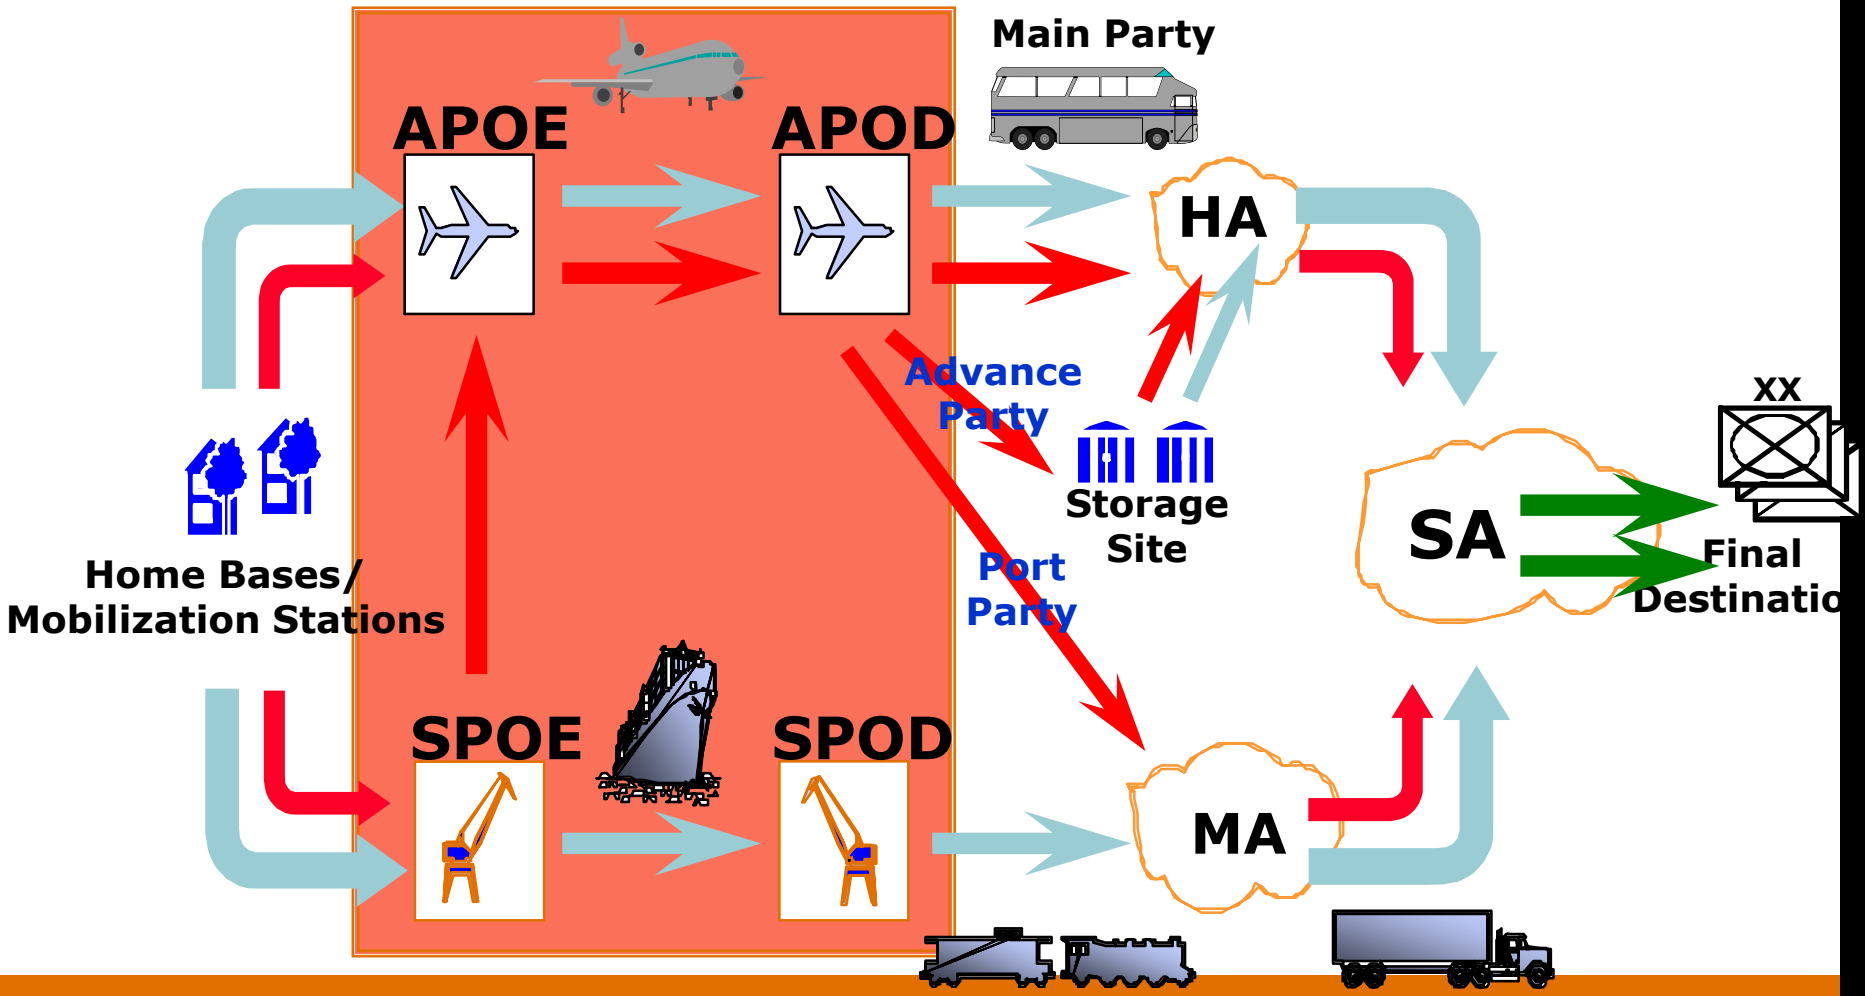 Main Party
APOE
APOD
HA
Advance
Party
XX
Storage
Site
SA
Home Bases/
Mobilization Stations
Port
Party
Final
Destinatio
SPOE
SPOD
MA